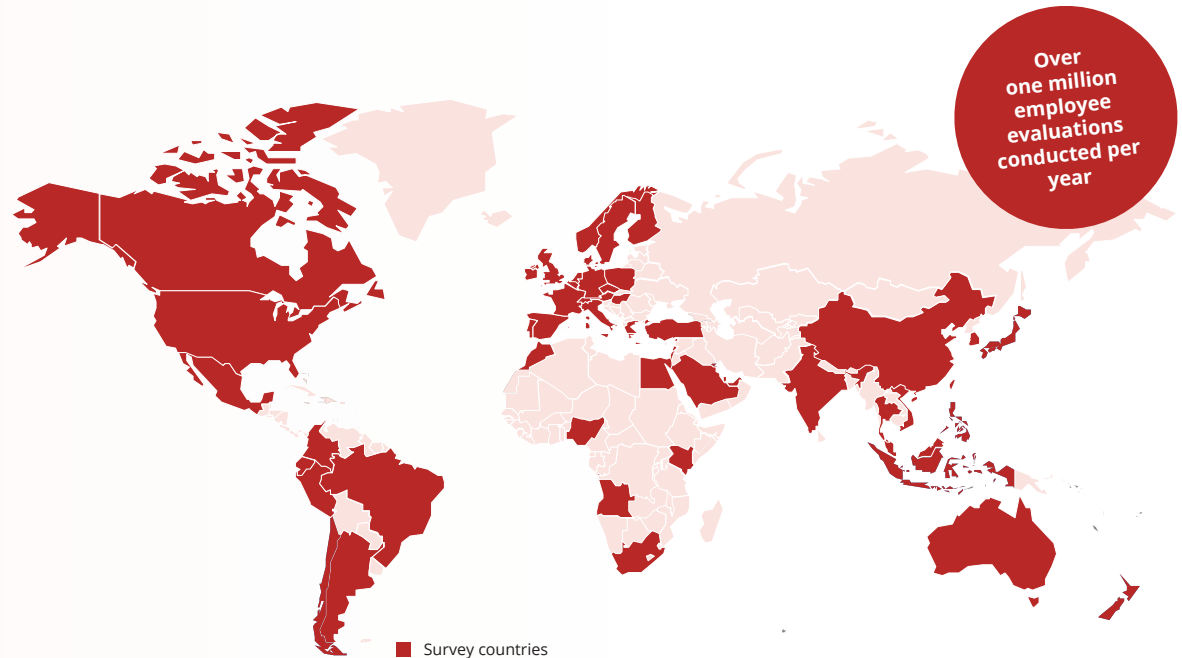 Over
one million
employee
evaluations
conducted per
year
Survey countries